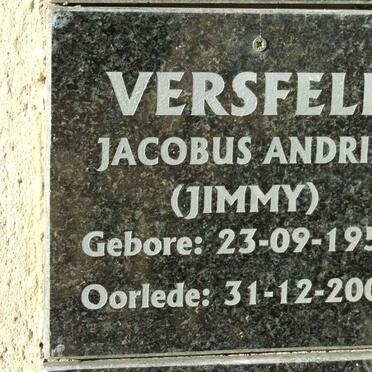 VERSFEL
JACOBUS ANDRI
(JIMMY)
Gebore: 23-09-195
Oorlede: 31-12-200